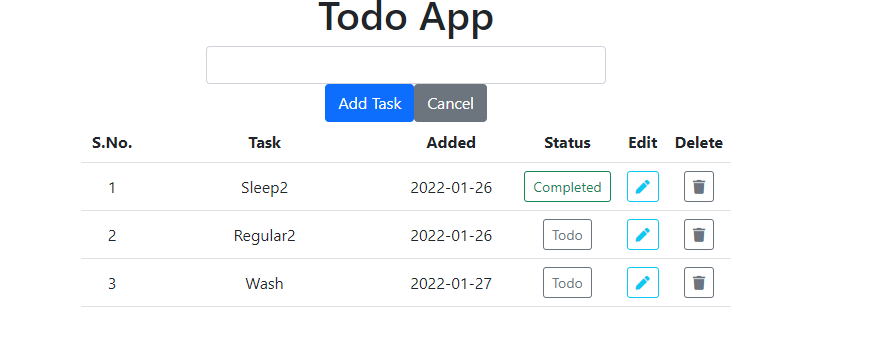 Todo App
Add Task Cancel
S.No. Task Added Status Edit Delete
1 Sleep2 2022-01-26 Completed
2 Regular2 2022-01-26 Todo
3 Wash 2022-01-27 Todo